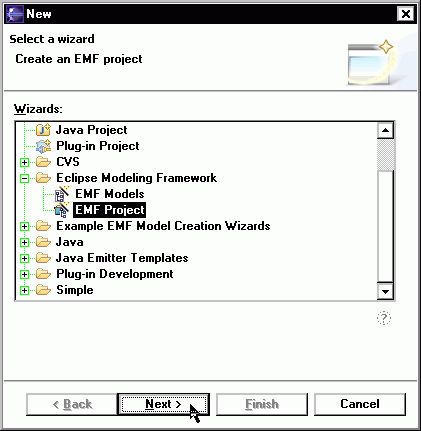 New
Select a wizard
Create an EMF project
Wizards:
Java Project
Plug-in Project
CVS
Eclipse Modeling Framework
EMF Models
EMF Project
Example EMF Model Creation Wizards
Java
Java Emitter Templates
Plug-in Development
Simple
?
< Back Next > Finish Cancel